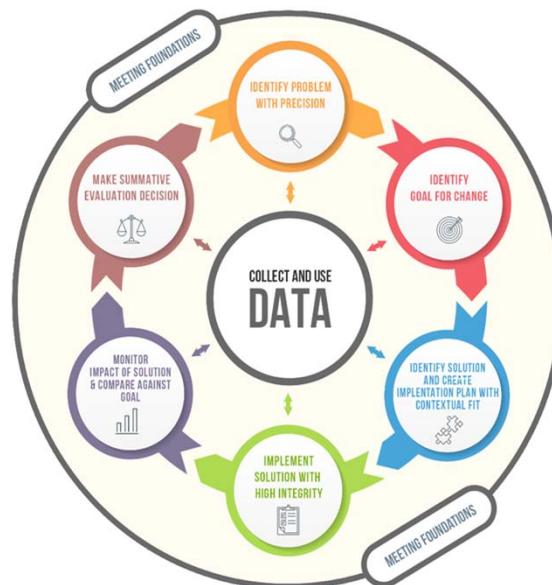 MEETING FOUNDATIONS
IDENTIFY PROBLEM
WITH PRECISION
IDENTIFY
GOAL FOR CHANGE
IDENTIFY SOLUTION
AND CREATE
IMPLENTATION PLAN WITH
CONTEXTUAL FIT
IMPLEMENT
SOLUTION WITH
HIGH INTEGRITY
MONITOR
IMPACT OF SOLUTION
& COMPARE AGAINST
GOAL
MAKE SUMMATIVE
EVALUATION DECISION
COLLECT AND USE
DATA
MEETING FOUNDATIONS